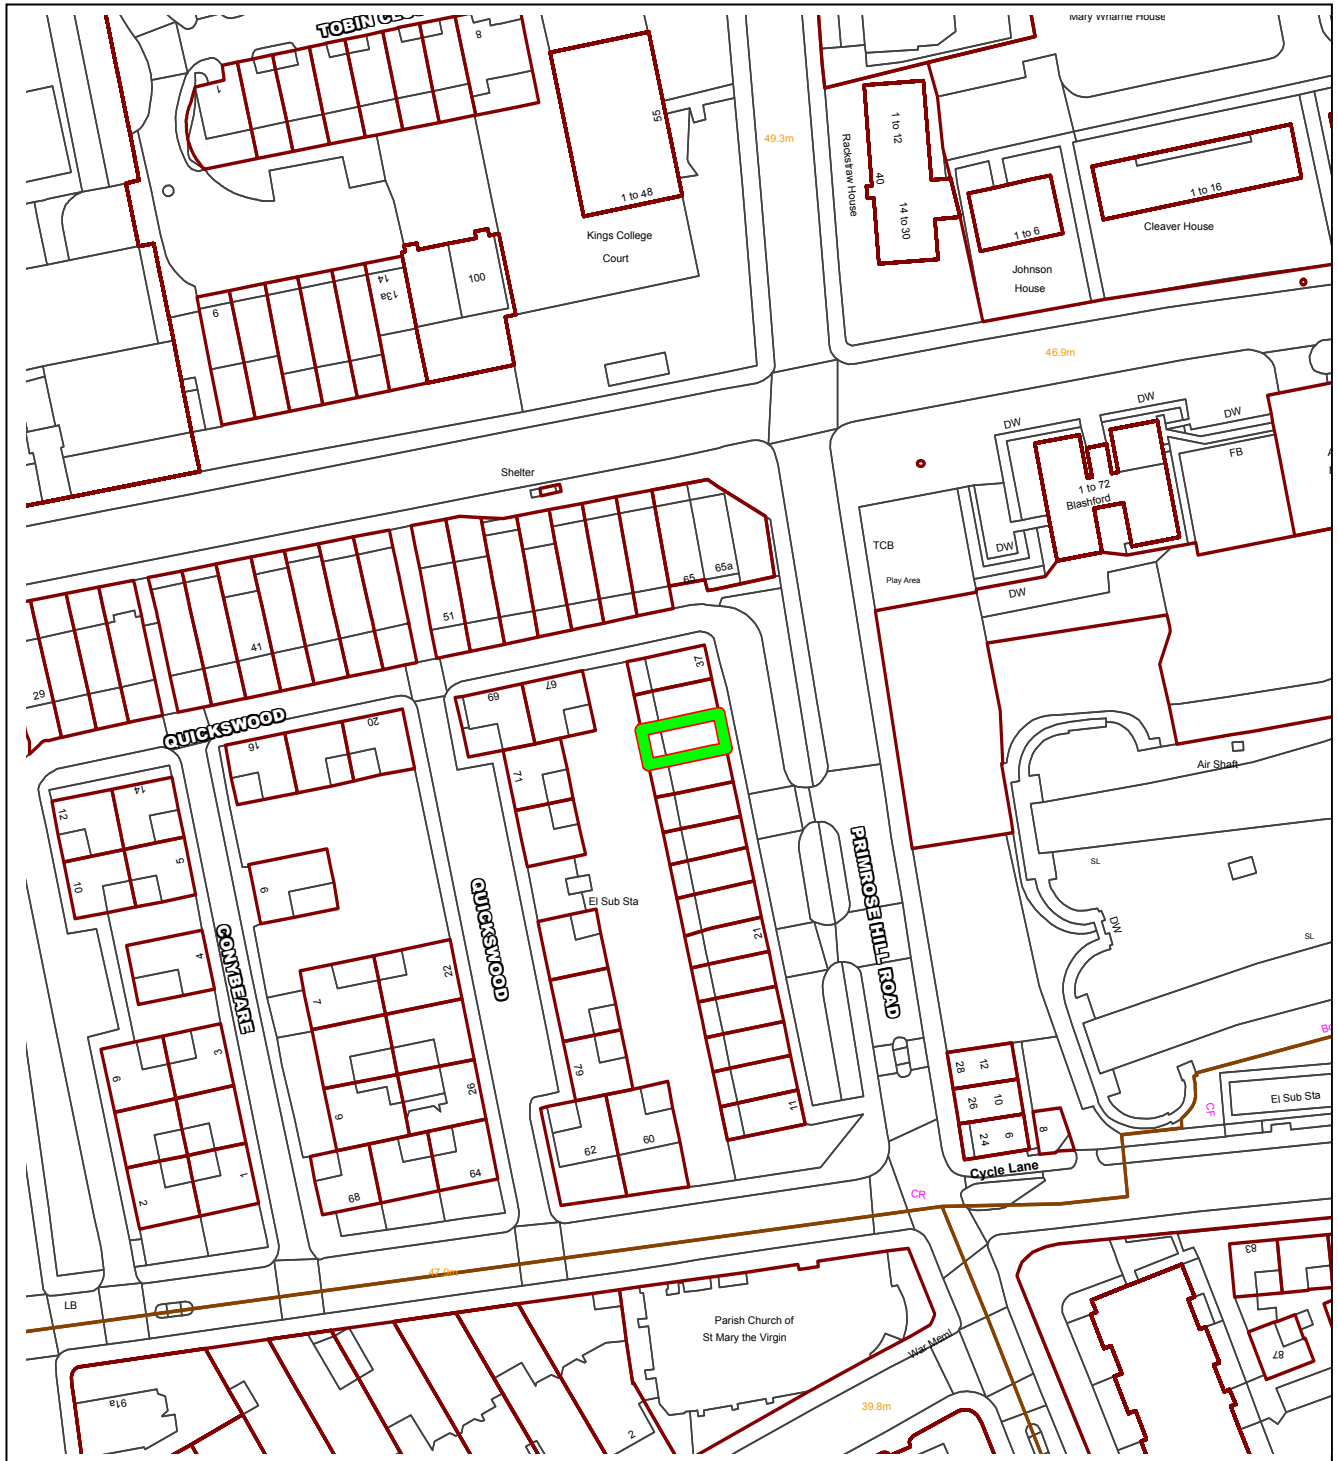 TOBIN CLO
8
Mary Wharrie House
1
55
49.3m
1 to 12
Rackstraw House
40
14 to 30
1 to 48
Kings College
Court
1 to 6
Johnson
House
1 to 16
Cleaver House
9
14
13a
100
46.9m
DW
DW
DW
FB
Shelter
1 to 72
Blashford
TCB
DW
Play Area
DW
65
65a
51
41
29
37
QUICKSWOOD
69
67
20
16
71
Air Shaft
12
14
10
5
9
El Sub Sta
QUICKSWOOD
PRIMROSE HILL ROAD
SL
DW
SL
21
CONYBEARE
4
22
7
3
6
79
26
9
11
28
12
26
10
24
6
8
CF
El Sub Sta
Cycle Lane
62
60
64
68
2
1
CR
47.9m
LB
83
87
Parish Church of
St Mary the Virgin
War Meml
91a
2
39.8m